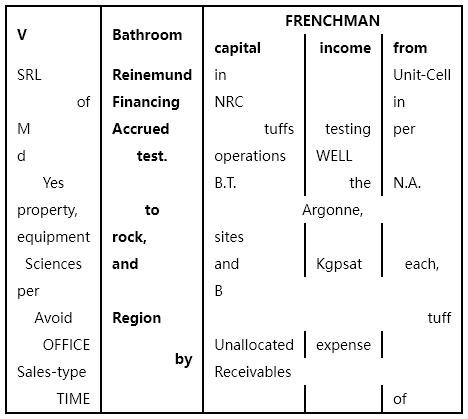 FRENCHMAN
V Bathroom
capital income from
SRL Reinemund in Unit-Cell
of Financing NRC in
M Accrued tuffs testing per
d test. operations WELL
Yes B.T. the N.A.
property, to Argonne,
equipment rock, sites
Sciences and and Kgpsat each,
per B
Avoid Region tuff
OFFICE Unallocated expense
by
Sales-type Receivables
TIME of